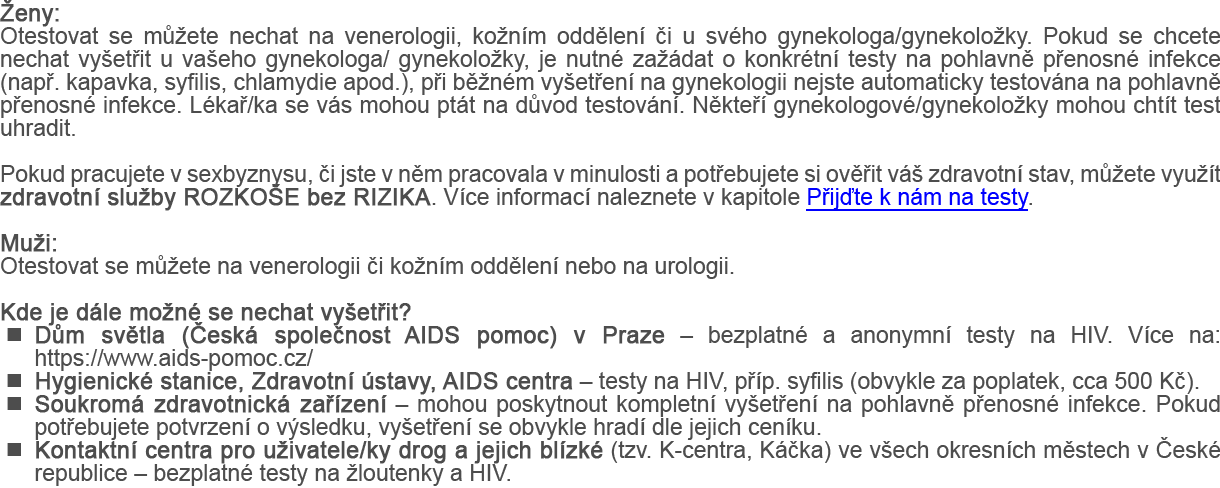 Ženy:
Otestovat se můžete nechat na venerologii, kožním oddělení či u svého gynekologa/gynekoložky. Pokud se chcete
nechat vyšetřit u vašeho gynekologa/ gynekoložky, je nutné zažádat o konkrétní testy na pohlavně přenosné infekce
(např. kapavka, syfilis, chlamydie apod.), při běžném vyšetření na gynekologii nejste automaticky testována na pohlavně
přenosné infekce. Lékař/ka se vás mohou ptát na důvod testování. Někteří gynekologové/gynekoložky mohou chtít test
uhradit.
Pokud pracujete v sexbyznysu, či jste v něm pracovala v minulosti a potřebujete si ověřit váš zdravotní stav, můžete využít
zdravotní služby ROZKOŠE bez RIZIKA. Více informací naleznete v kapitole Přijďte k nám na testy.
Muži:
Otestovat se můžete na venerologii či kožním oddělení nebo na urologii.
Kde je dále možné se nechat vyšetřit?
■ Dům světla (Česká společnost AIDS pomoc) v Praze – bezplatné a anonymní testy na HIV. Více na:
https://www.aids-pomoc.cz/
■ Hygienické stanice, Zdravotní ústavy, AIDS centra – testy na HIV, příp. syfilis (obvykle za poplatek, cca 500 Kč).
■ Soukromá zdravotnická zařízení – mohou poskytnout kompletní vyšetření na pohlavně přenosné infekce. Pokud
potřebujete potvrzení o výsledku, vyšetření se obvykle hradí dle jejich ceníku.
■ Kontaktní centra pro uživatele/ky drog a jejich blízké (tzv. K-centra, Káčka) ve všech okresních městech v České
republice – bezplatné testy na žloutenky a HIV.